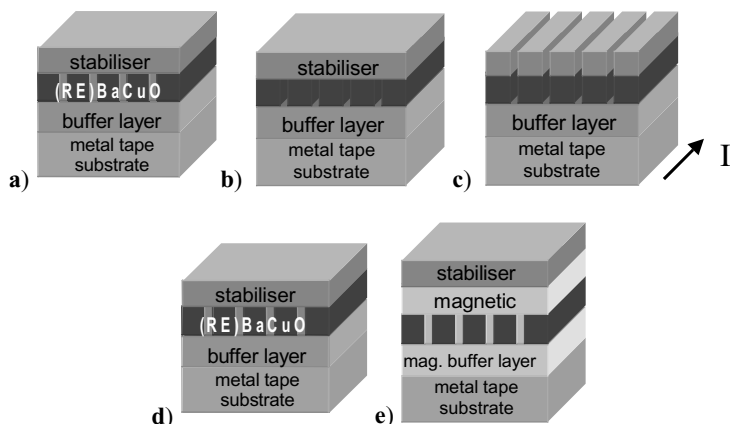 stabiliser
(RE)BaCuO
buffer layer
metal tape
substrate
a)
stabiliser
buffer layer
metal tape
substrate
b)
buffer layer
metal tape
substrate
c)
I
stabiliser
(RE)BaCuO
buffer layer
metal tape
substrate
d)
stabiliser
magnetic
mag. buffer layer
metal tape
substrate
e)